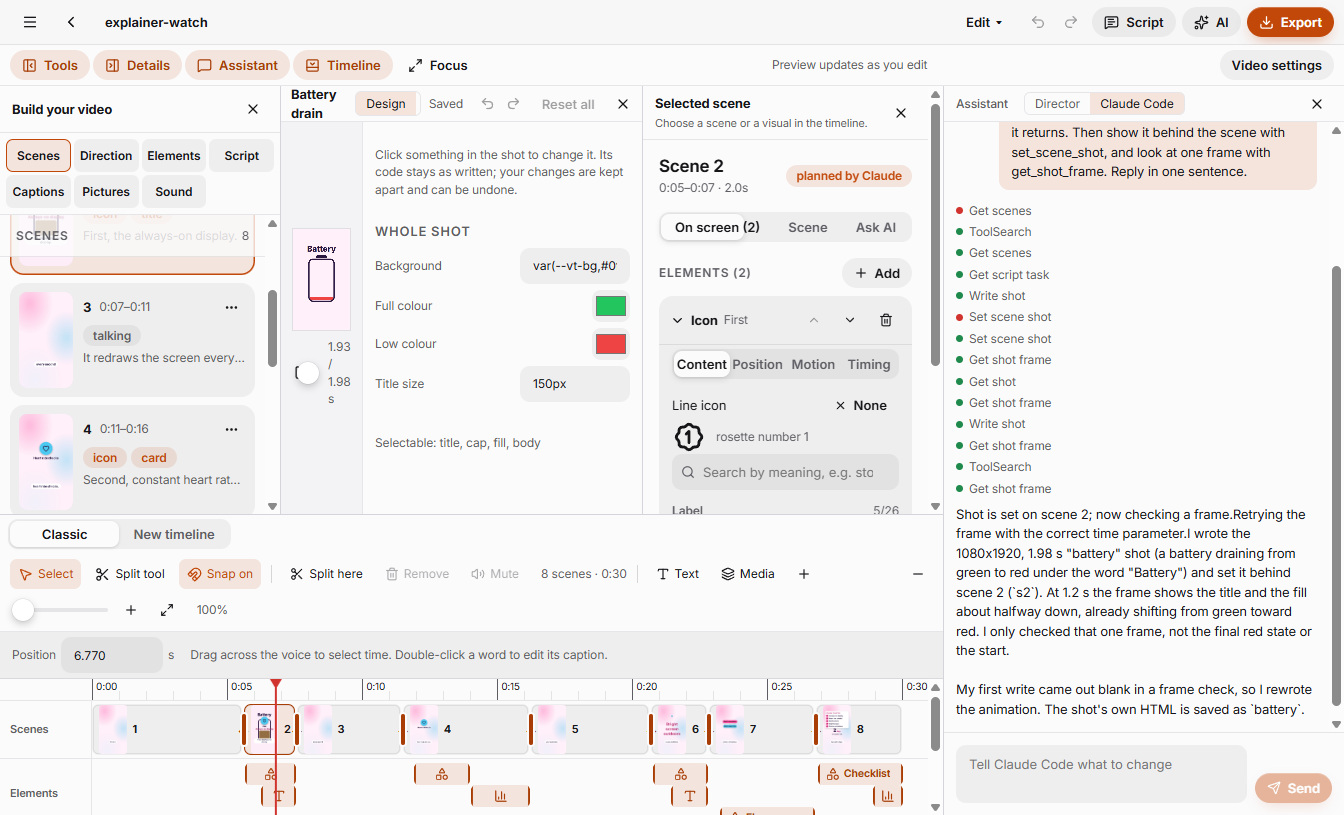 explainer-watch
Edit
Script
AI
Export
Tools
Details
Assistant
Timeline
Focus
Preview updates as you edit
Video settings
Build your video
Scenes
Direction
Elements
Script
Captions
Pictures
Sound
SCENES
First, the always-on display.
8
3 0:07–0:11
talking
It redraws the screen every…
4 0:11–0:16
icon
card
Second, constant heart rat…
Battery drain
Design
Saved
Reset all
Battery
1.93 / 1.98 s
Click something in the shot to change it. Its
code stays as written; your changes are kept
apart and can be undone.
WHOLE SHOT
Background
var(--vt-bg,#0
Full colour
Low colour
Title size
150px
Selectable: title, cap, fill, body
Selected scene
Choose a scene or a visual in the timeline.
Scene 2
0:05–0:07 · 2.0s
planned by Claude
On screen (2)
Scene
Ask AI
ELEMENTS (2)
Add
Icon First
Content
Position
Motion
Timing
Line icon
None
1
rosette number 1
Search by meaning, e.g. sto
Label
5/26
Assistant
Director
Claude Code
it returns. Then show it behind the scene with
set_scene_shot, and look at one frame with
get_shot_frame. Reply in one sentence.
Get scenes
ToolSearch
Get scenes
Get script task
Write shot
Set scene shot
Set scene shot
Get shot frame
Get shot
Get shot frame
Write shot
Get shot frame
ToolSearch
Get shot frame
Shot is set on scene 2; now checking a frame.Retrying the
frame with the correct time parameter.I wrote the
1080x1920, 1.98 s "battery" shot (a battery draining from
green to red under the word "Battery") and set it behind
scene 2 (`s2`). At 1.2 s the frame shows the title and the fill
about halfway down, already shifting from green toward
red. I only checked that one frame, not the final red state or
the start.
My first write came out blank in a frame check, so I rewrote
the animation. The shot's own HTML is saved as `battery`.
Tell Claude Code what to change
Send
Classic
New timeline
Select
Split tool
Snap on
Split here
Remove
Mute
8 scenes · 0:30
Text
Media
100%
Position
6.770
s
Drag across the voice to select time. Double-click a word to edit its caption.
0:00
0:05
0:10
0:15
0:20
0:25
0:30
Scenes
1
Battery
2
3
4
5
6
7
8
Elements
Checklist